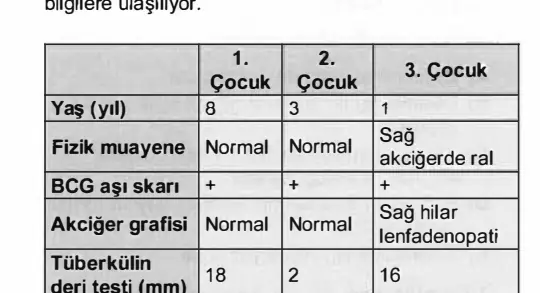 bilgilere ulaşılıyor.
1. Çocuk
2. Çocuk
3. Çocuk
Yaş (yıl) 8 3 1
Fizik muayene Normal Normal Sağ akciğerde ral
BCG aşı skarı + + +
Akciğer grafisi Normal Normal Sağ hilar lenfadenopati
Tüberkülin deri testi (mm) 18 2 16